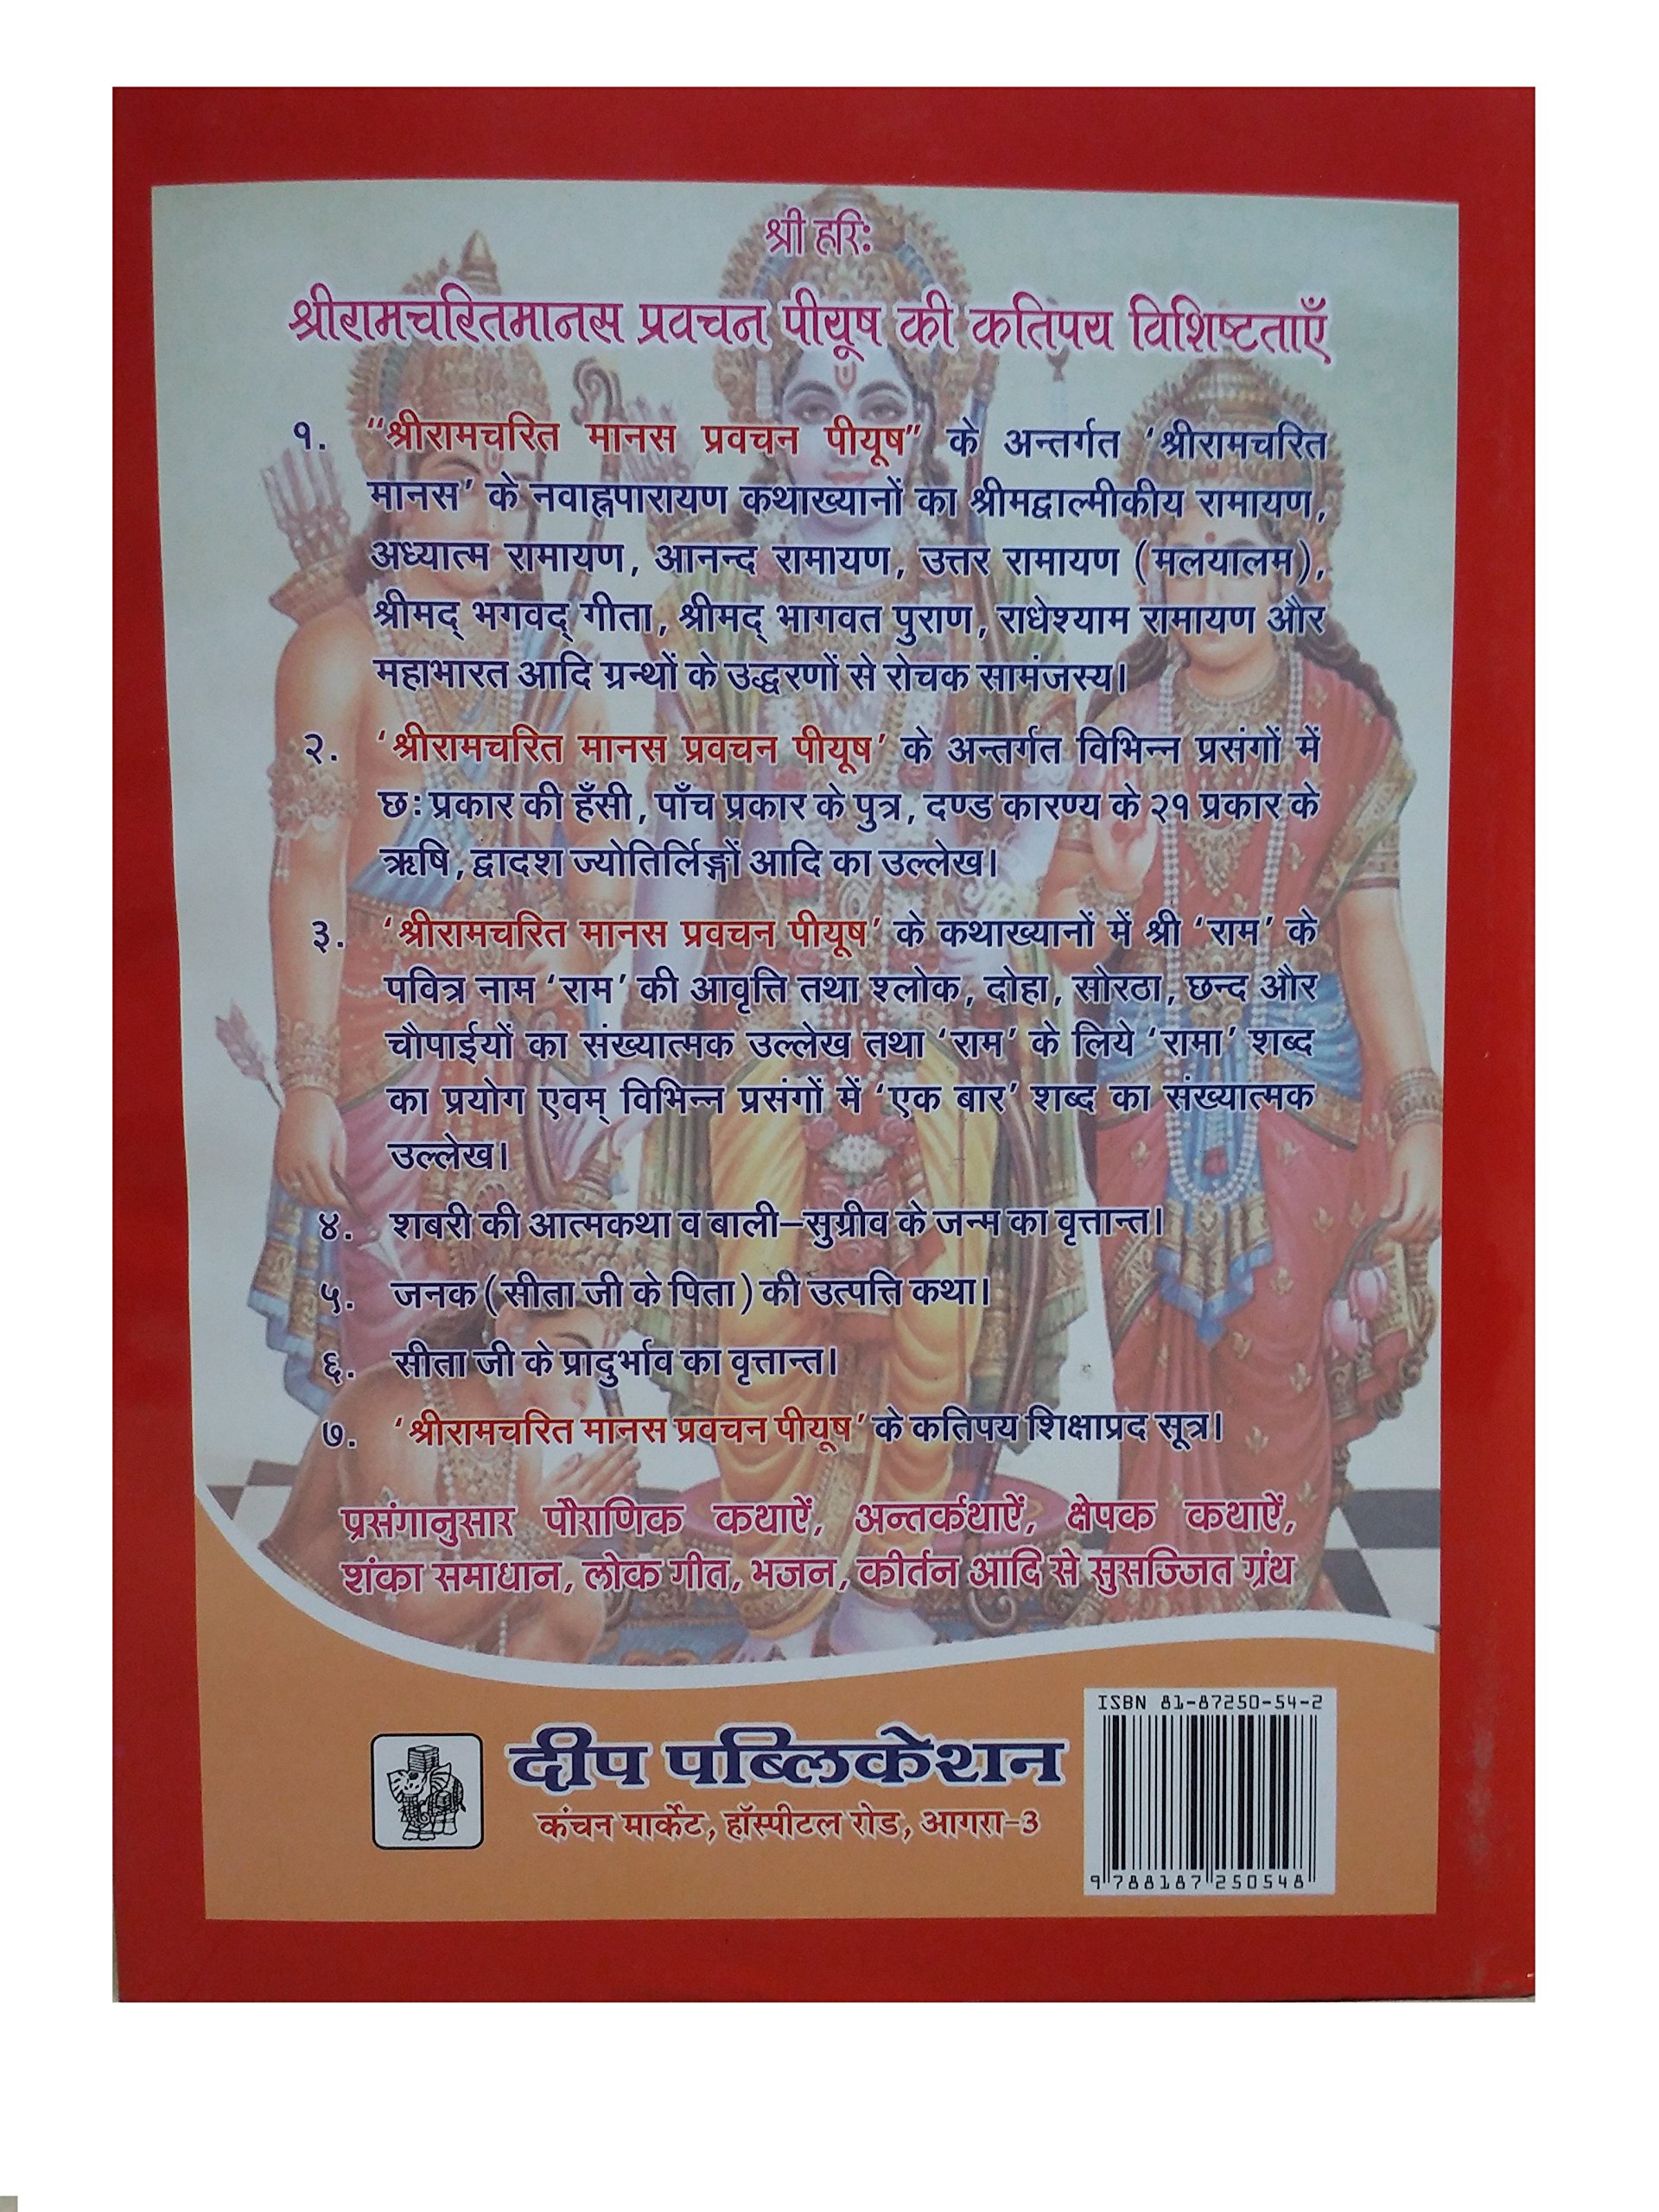 श्री हरिः
श्रीरामचरितमानस प्रवचन पीयूष की कतिपय विशिष्टताएँ
१. “श्रीरामचरित मानस प्रवचन पीयूष” के अन्तर्गत ‘श्रीरामचरित
मानस’ के नवाह्नपारायण कथाख्यानों का श्रीमद्वाल्मीकीय रामायण,
अध्यात्म रामायण, आनन्द रामायण, उत्तर रामायण (मलयालम),
श्रीमद् भगवद् गीता, श्रीमद् भागवत पुराण, राधेश्याम रामायण और
महाभारत आदि ग्रन्थों के उद्धरणों से रोचक सामंजस्य।
२. ‘श्रीरामचरित मानस प्रवचन पीयूष’ के अन्तर्गत विभिन्न प्रसंगों में
छः प्रकार की हँसी, पाँच प्रकार के पुत्र, दण्ड कारण्य के २१ प्रकार के
ऋषि, द्वादश ज्योतिर्लिङ्गों आदि का उल्लेख।
३. ‘श्रीरामचरित मानस प्रवचन पीयूष’ के कथाख्यानों में श्री ‘राम’ के
पवित्र नाम ‘राम’ की आवृत्ति तथा श्लोक, दोहा, सोरठा, छन्द और
चौपाईयों का संख्यात्मक उल्लेख तथा ‘राम’ के लिये ‘रामा’ शब्द
का प्रयोग एवम् विभिन्न प्रसंगों में ‘एक बार’ शब्द का संख्यात्मक
उल्लेख।
४. शबरी की आत्मकथा व बाली–सुग्रीव के जन्म का वृत्तान्त।
५. जनक (सीता जी के पिता) की उत्पत्ति कथा।
६. सीता जी के प्रादुर्भाव का वृत्तान्त।
७. ‘श्रीरामचरित मानस प्रवचन पीयूष’ के कतिपय शिक्षाप्रद सूत्र।
प्रसंगानुसार पौराणिक कथाऐं, अन्तर्कथाऐं, क्षेपक कथाऐं,
शंका समाधान, लोक गीत, भजन, कीर्तन आदि से सुसज्जित ग्रंथ
ISBN 81-87250-54-2
दीप पब्लिकेशन
कंचन मार्केट, हॉस्पीटल रोड, आगरा-3
9 788187 250548